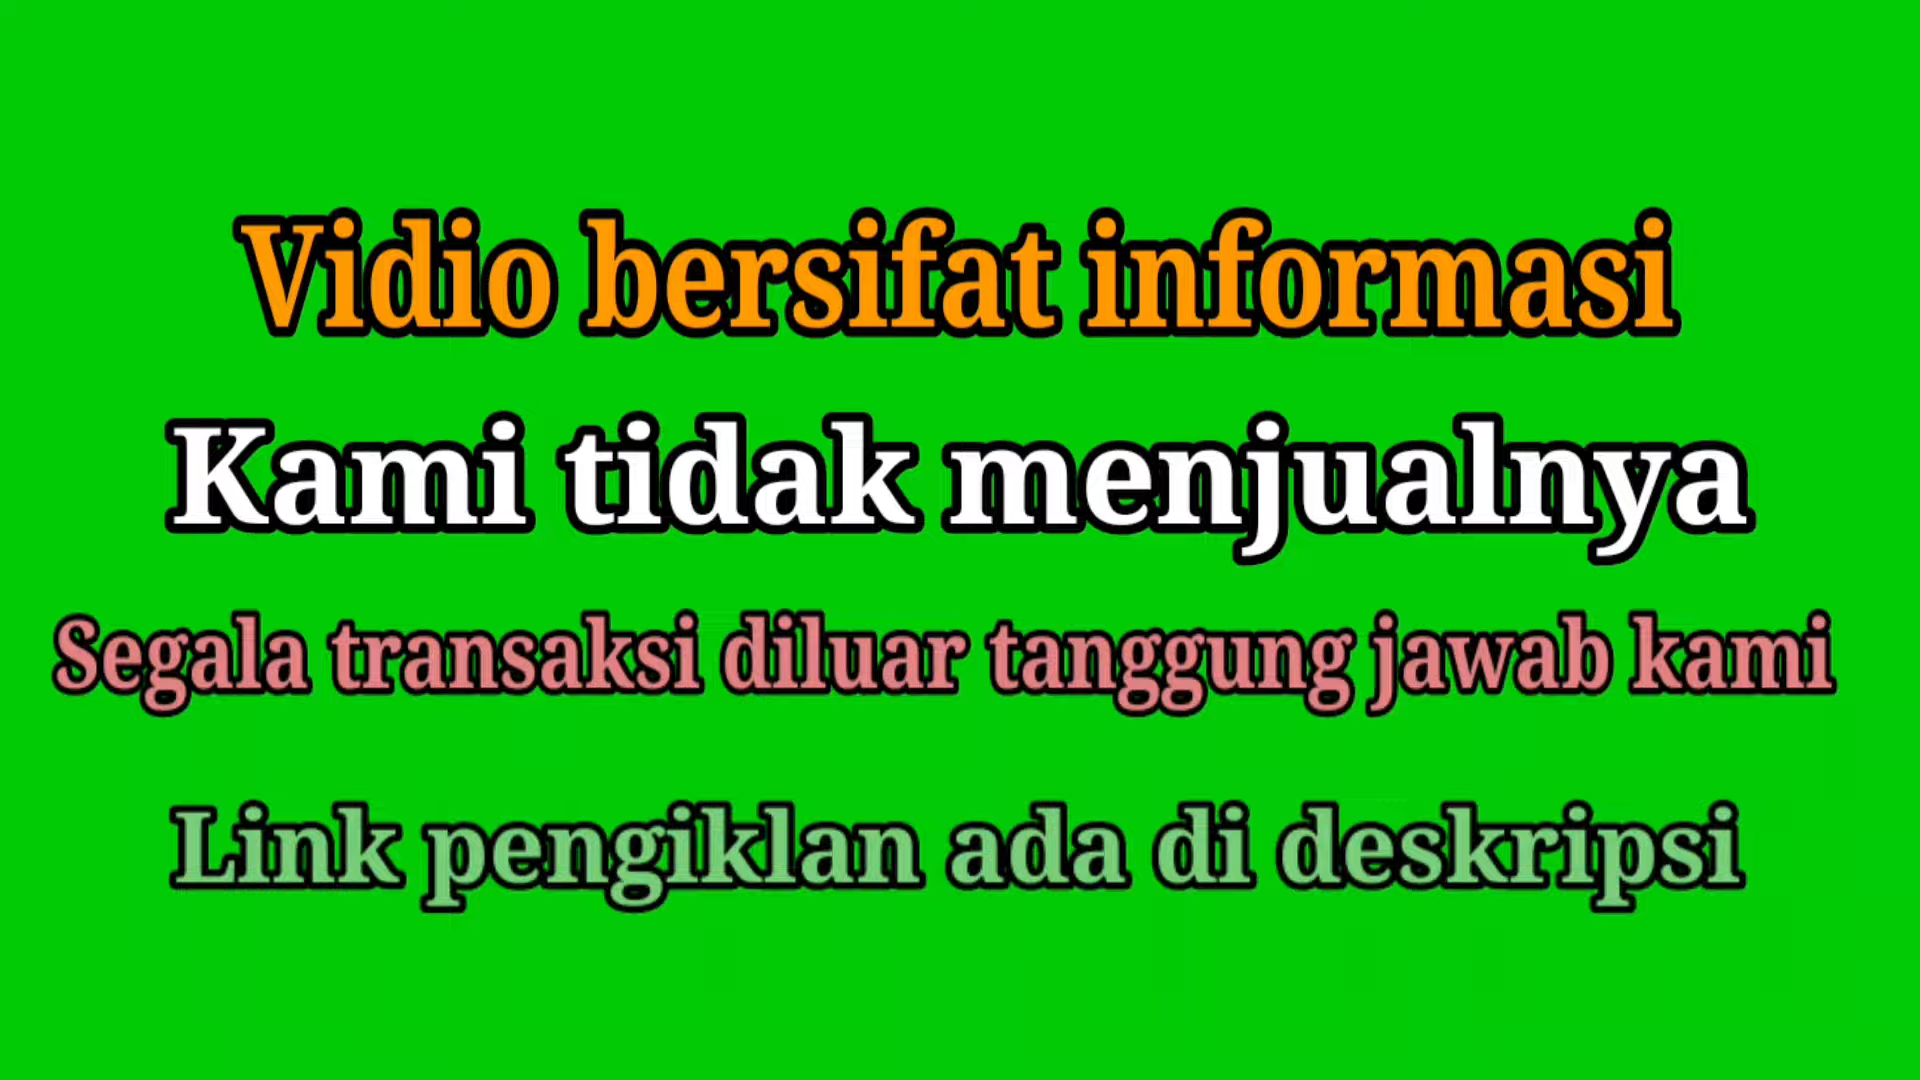 Vidio bersifat informasi
Kami tidak menjualnya
Segala transaksi diluar tanggung jawab kami
Link pengiklan ada di deskripsi